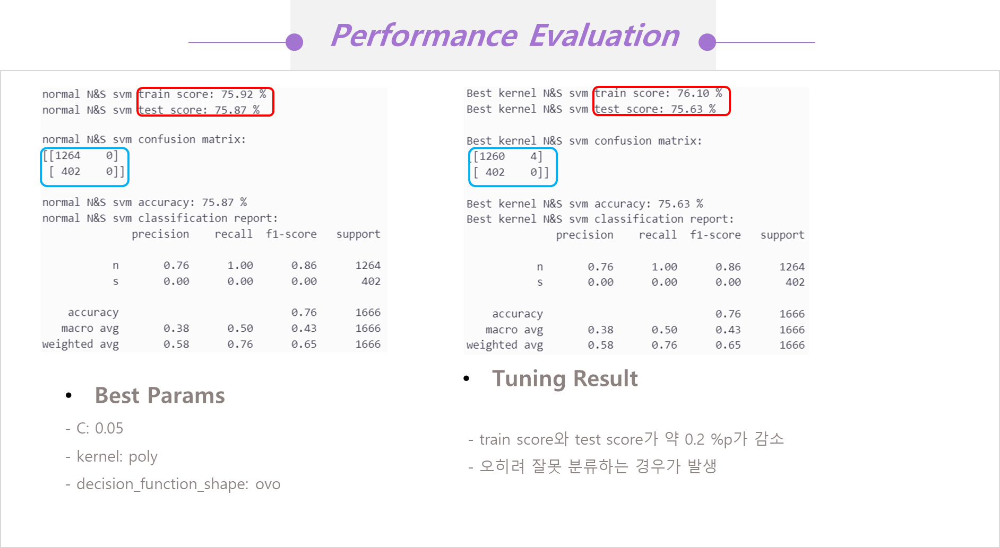 Performance Evaluation
normal N&S svm train score: 75.92 %
normal N&S svm test score: 75.87 %
normal N&S svm confusion matrix:
[[1264    0]
 [ 402    0]]
normal N&S svm accuracy: 75.87 %
normal N&S svm classification report:
precision    recall  f1-score   support
n       0.76      1.00      0.86      1264
s       0.00      0.00      0.00       402
accuracy                           0.76      1666
macro avg       0.38      0.50      0.43      1666
weighted avg       0.58      0.76      0.65      1666
• Best Params
- C: 0.05
- kernel: poly
- decision_function_shape: ovo
Best kernel N&S svm train score: 76.10 %
Best kernel N&S svm test score: 75.63 %
Best kernel N&S svm confusion matrix:
[[1260    4]
 [ 402    0]]
Best kernel N&S svm accuracy: 75.63 %
Best kernel N&S svm classification report:
precision    recall  f1-score   support
n       0.76      1.00      0.86      1264
s       0.00      0.00      0.00       402
accuracy                           0.76      1666
macro avg       0.38      0.50      0.43      1666
weighted avg       0.58      0.76      0.65      1666
• Tuning Result
- train score와 test score가 약 0.2 %p가 감소
- 오히려 잘못 분류하는 경우가 발생